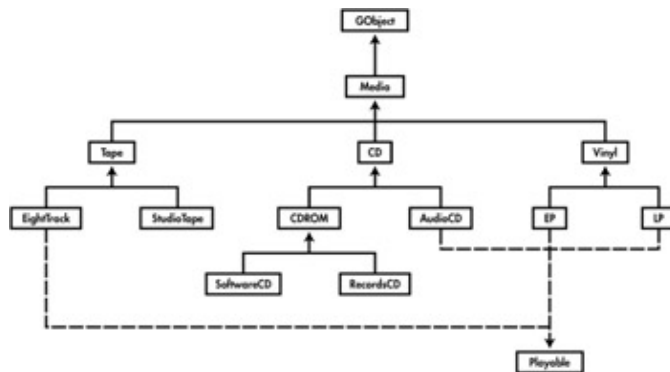 GObject
Media
Tape CD Vinyl
EightTrack StudioTape CDROM AudioCD EP LP
SoftwareCD RecordsCD
Playable